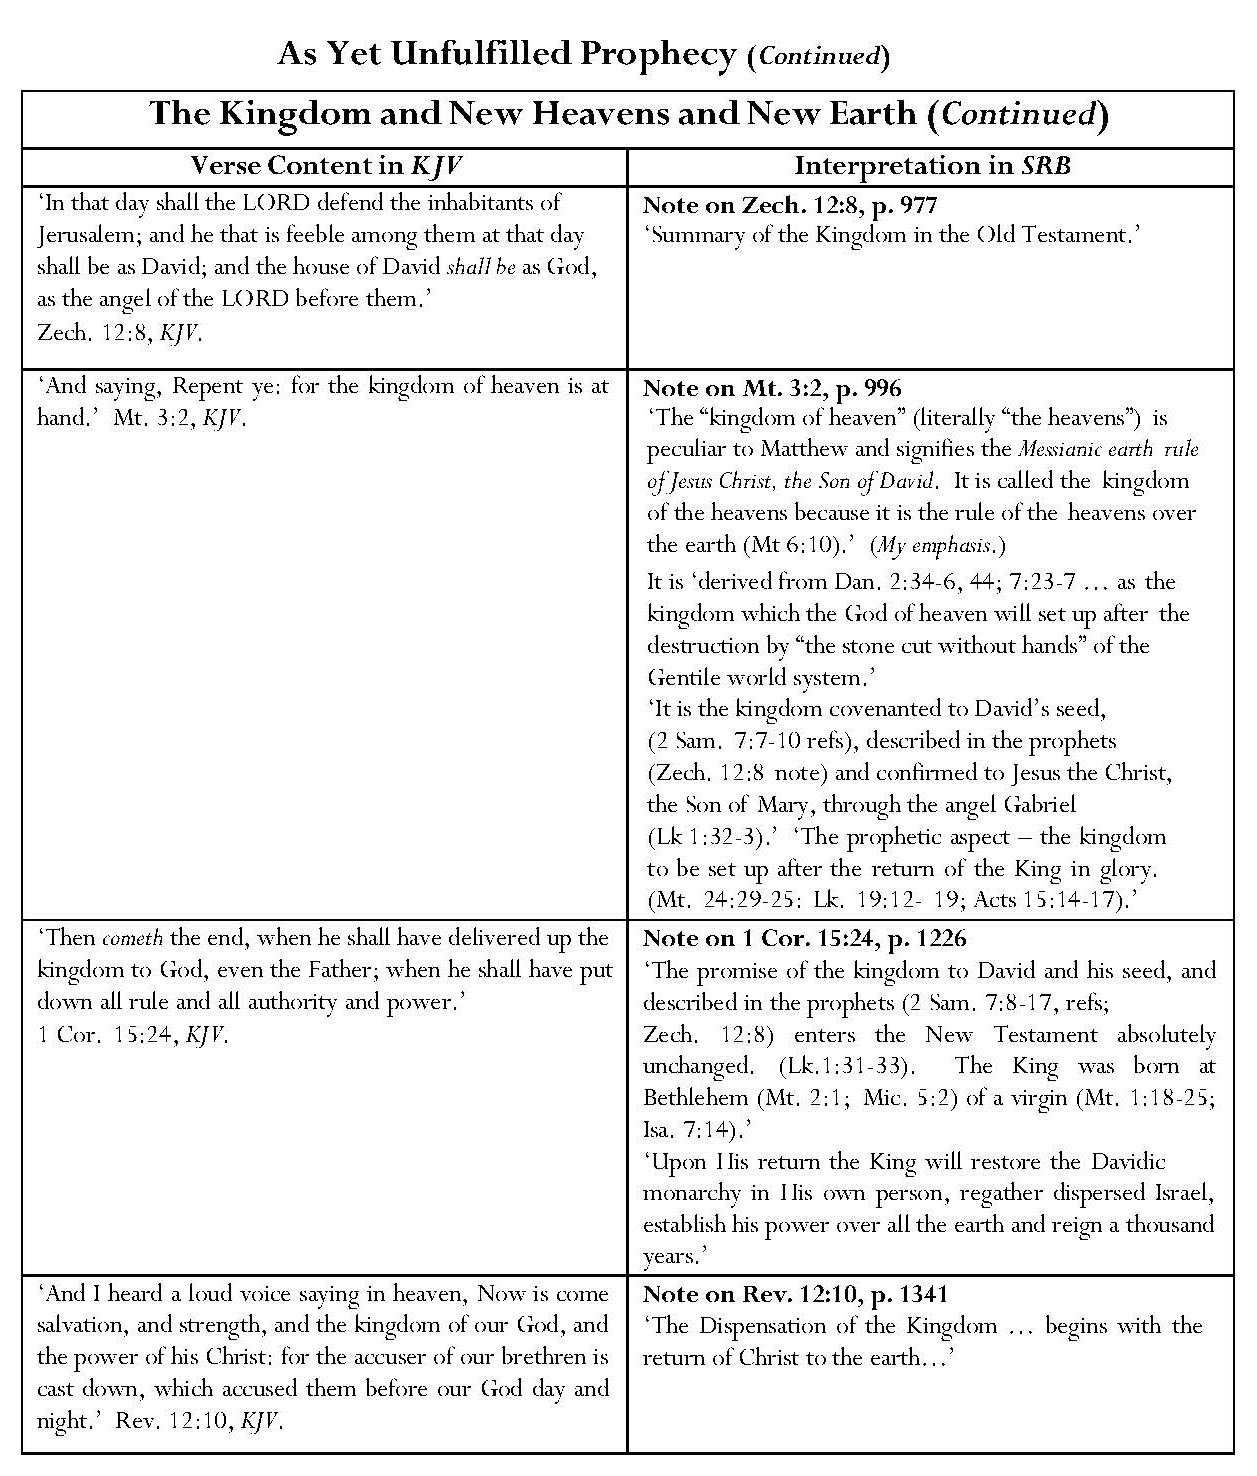 As Yet Unfulfilled Prophecy (Continued)
The Kingdom and New Heavens and New Earth (Continued)
Verse Content in KJV
Interpretation in SRB
‘In that day shall the LORD defend the inhabitants of
Jerusalem; and he that is feeble among them at that day
shall be as David; and the house of David shall be as God,
as the angel of the LORD before them.’
Zech. 12:8, KJV.
Note on Zech. 12:8, p. 977
‘Summary of the Kingdom in the Old Testament.’
‘And saying, Repent ye: for the kingdom of heaven is at
hand.’ Mt. 3:2, KJV.
Note on Mt. 3:2, p. 996
‘The “kingdom of heaven” (literally “the heavens”) is
peculiar to Matthew and signifies the Messianic earth rule
of Jesus Christ, the Son of David. It is called the kingdom
of the heavens because it is the rule of the heavens over
the earth (Mt 6:10).’ (My emphasis.)
It is ‘derived from Dan. 2:34-6, 44; 7:23-7 … as the
kingdom which the God of heaven will set up after the
destruction by “the stone cut without hands” of the
Gentile world system.’
‘It is the kingdom covenanted to David’s seed,
(2 Sam. 7:7-10 refs), described in the prophets
(Zech. 12:8 note) and confirmed to Jesus the Christ,
the Son of Mary, through the angel Gabriel
(Lk 1:32-3).’ ‘The prophetic aspect – the kingdom
to be set up after the return of the King in glory.
(Mt. 24:29-25: Lk. 19:12- 19; Acts 15:14-17).’
‘Then cometh the end, when he shall have delivered up the
kingdom to God, even the Father; when he shall have put
down all rule and all authority and power.’
1 Cor. 15:24, KJV.
Note on 1 Cor. 15:24, p. 1226
‘The promise of the kingdom to David and his seed, and
described in the prophets (2 Sam. 7:8-17, refs;
Zech. 12:8) enters the New Testament absolutely
unchanged. (Lk.1:31-33). The King was born at
Bethlehem (Mt. 2:1; Mic. 5:2) of a virgin (Mt. 1:18-25;
Isa. 7:14).’
‘Upon His return the King will restore the Davidic
monarchy in His own person, regather dispersed Israel,
establish his power over all the earth and reign a thousand
years.’
‘And I heard a loud voice saying in heaven, Now is come
salvation, and strength, and the kingdom of our God, and
the power of his Christ: for the accuser of our brethren is
cast down, which accused them before our God day and
night.’ Rev. 12:10, KJV.
Note on Rev. 12:10, p. 1341
‘The Dispensation of the Kingdom … begins with the
return of Christ to the earth…’